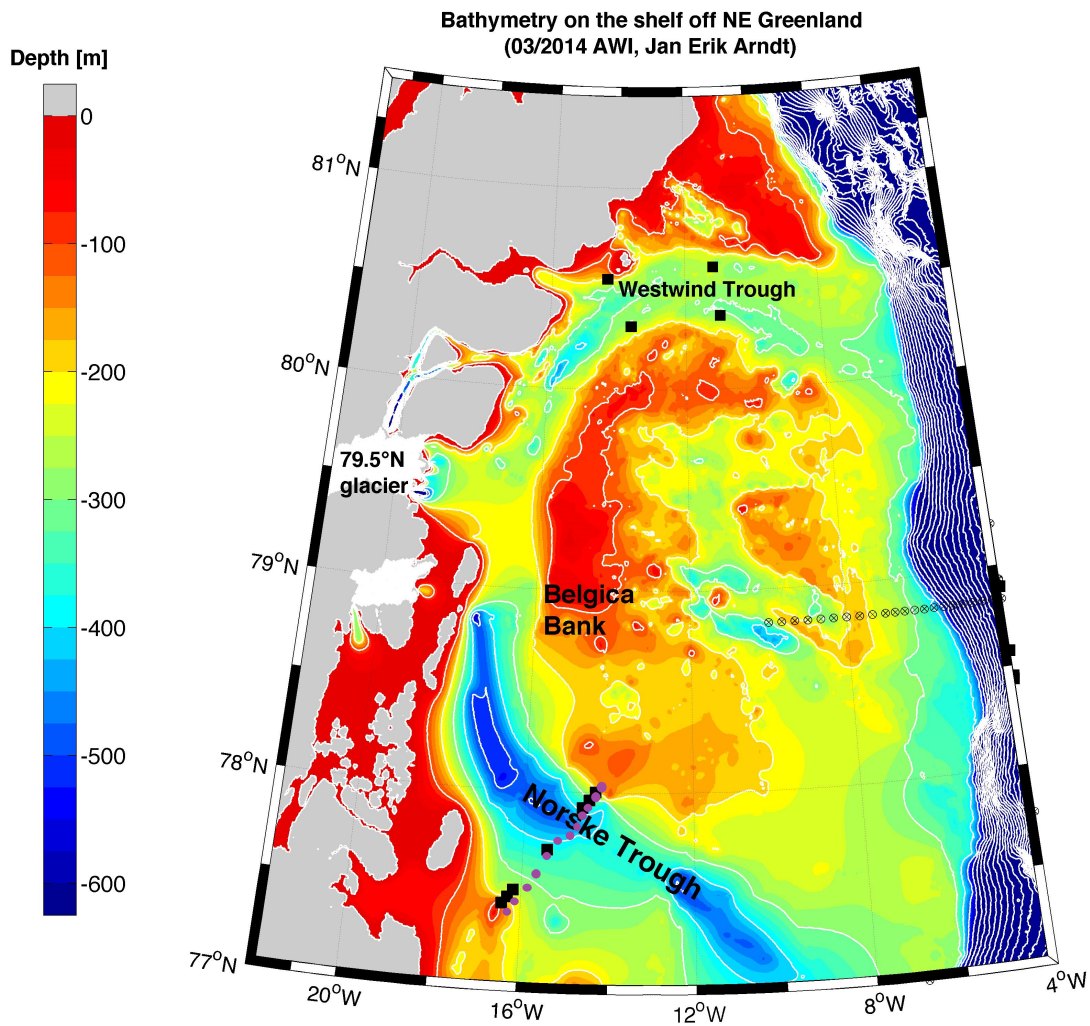 Bathymetry on the shelf off NE Greenland
(03/2014 AWI, Jan Erik Arndt)
Depth [m]
0
-100
-200
-300
-400
-500
-600
81°N
80°N
79°N
78°N
77°N
20°W
16°W
12°W
8°W
4°W
Westwind Trough
79.5°N
glacier
Belgica
Bank
Norske Trough